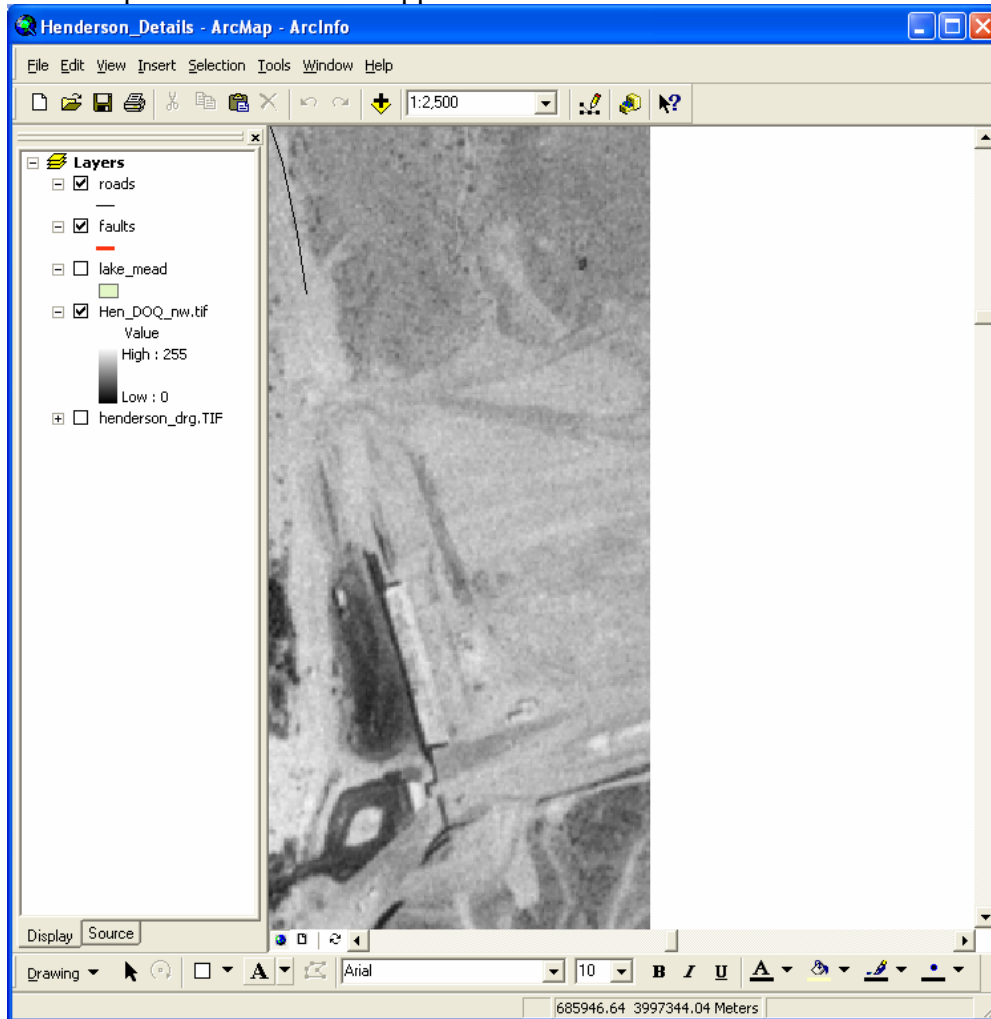 Henderson_Details - ArcMap - ArcInfo
File Edit View Insert Selection Tools Window Help
1:2,500
Layers
roads
faults
lake_mead
Hen_DOQ_nw.tif
Value
High : 255
Low : 0
henderson_drg.TIF
Display Source
Drawing A Arial 10 B I U A
685946.64 3997344.04 Meters